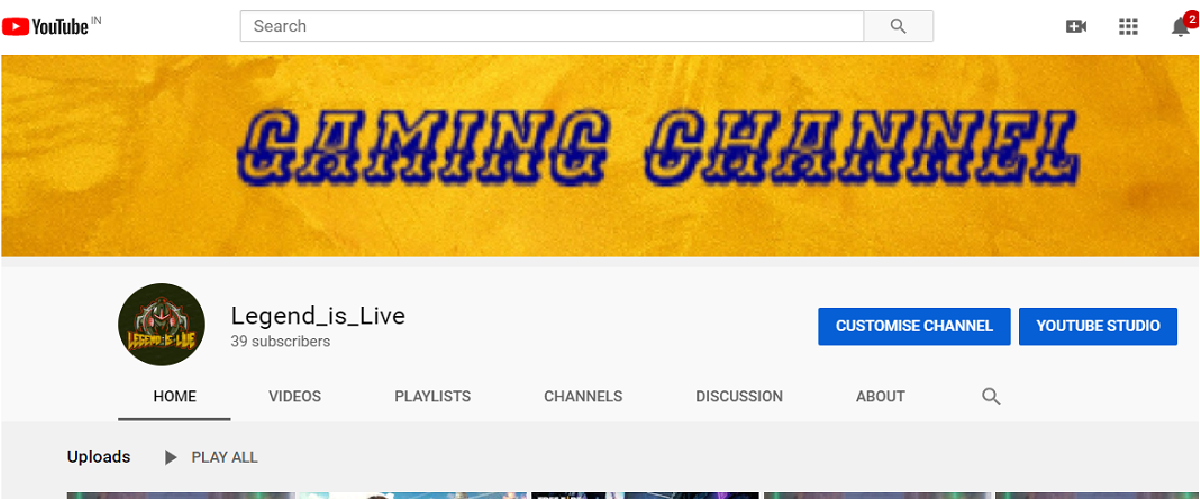 YouTube IN
Search
2
GAMING CHANNEL
LEGEND IS LIVE
Legend_is_Live
39 subscribers
CUSTOMISE CHANNEL
YOUTUBE STUDIO
HOME
VIDEOS
PLAYLISTS
CHANNELS
DISCUSSION
ABOUT
Uploads
PLAY ALL